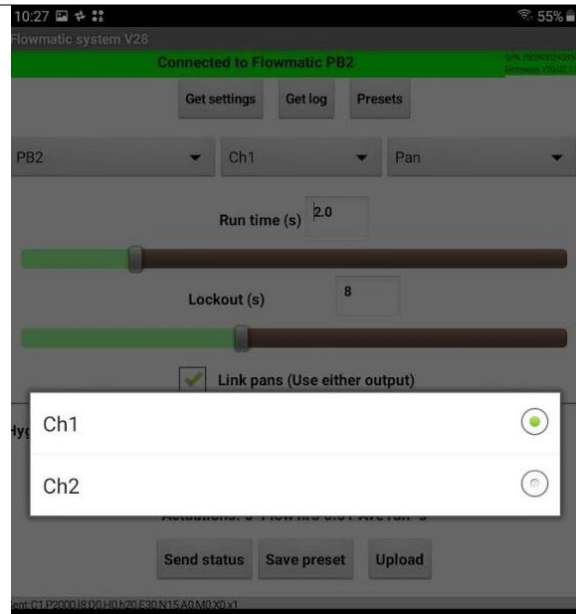 10:27 55%
Flowmatic system V28
Connected to Flowmatic PB2
Get settings Get log Presets
PB2 Ch1 Pan
Run time (s) 2.0
Lockout (s) 8
Link pans (Use either output)
Hyg
Ch1
Ch2
Send status Save preset Upload